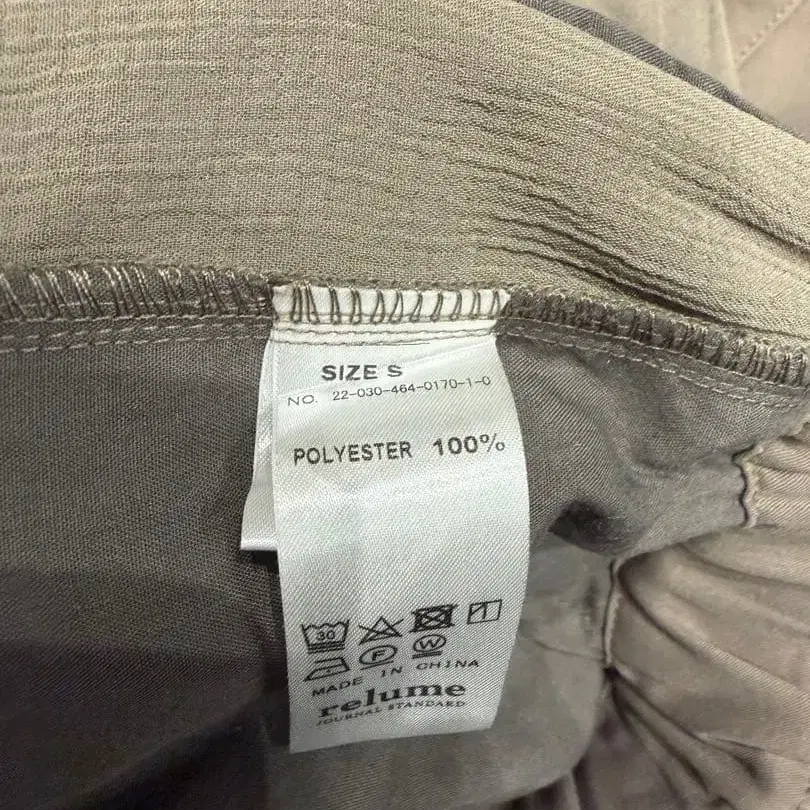 SIZE S
NO. 22-030-464-0170-1-0
POLYESTER 100%
30
F W
MADE IN CHINA
relume
JOURNAL STANDARD